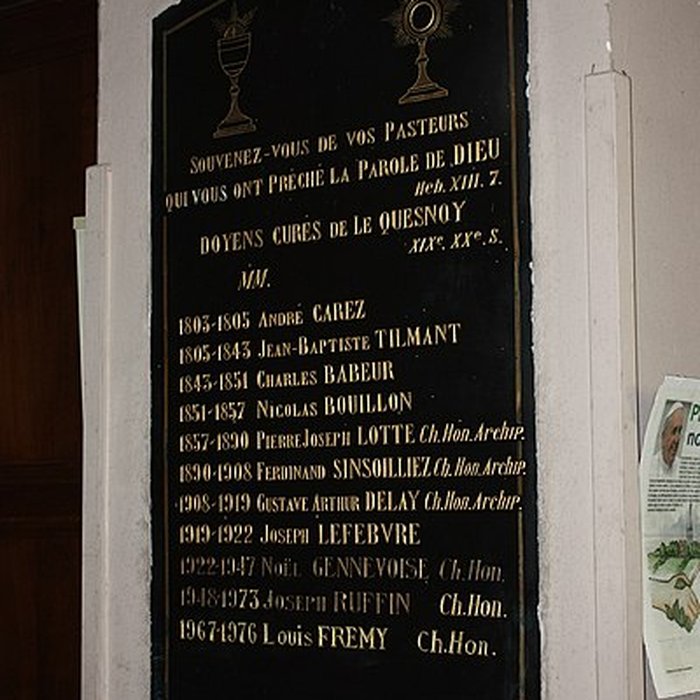 SOUVENEZ-VOUS DE VOS PASTEURS
QUI VOUS ONT PRÊCHÉ LA PAROLE DE DIEU
Heb. XIII. 7.
DOYENS CURÉS DE LE QUESNOY
XIXe. XXe. S.
MM.
1803-1805 ANDRÉ CAREZ
1805-1843 JEAN-BAPTISTE TILMANT
1843-1851 CHARLES BABEUR
1851-1857 NICOLAS BOUILLON
1857-1890 PIERRE JOSEPH LOTTE Ch. Hon. Archip.
1890-1908 FERDINAND SINSOILLIEZ Ch. Hon. Archip.
1908-1919 GUSTAVE ARTHUR DELAY Ch. Hon. Archip.
1919-1922 JOSEPH LEFEBVRE
1922-1947 NOËL GENNEVOISE Ch. Hon.
1948-1973 JOSEPH RUFFIN Ch. Hon.
1967-1976 LOUIS FREMY Ch. Hon.